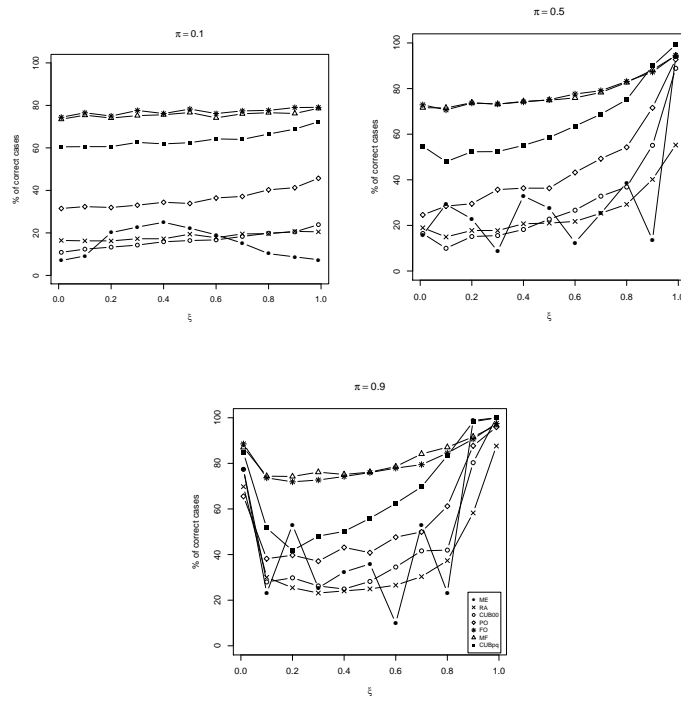 π = 0.1
% of correct cases
100
80
60
40
20
0
0.0 0.2 0.4 0.6 0.8 1.0
ξ
π = 0.5
% of correct cases
100
80
60
40
20
0
0.0 0.2 0.4 0.6 0.8 1.0
ξ
π = 0.9
% of correct cases
100
80
60
40
20
0
0.0 0.2 0.4 0.6 0.8 1.0
ξ
ME
RA
CUB00
PO
FO
MF
CUBpq